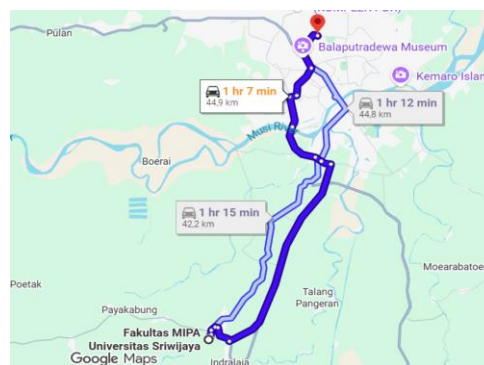 Pulan
Balaputradewa Museum
Kemaro Islan
1 hr 7 min
44,9 km
1 hr 12 min
44,8 km
Musi River
Boerai
1 hr 15 min
42,2 km
Moearabatoe
Poetak
Talang
Pangeran
Payakabung
Fakultas MIPA
Universitas Sriwijaya
Google Maps
Indralaia